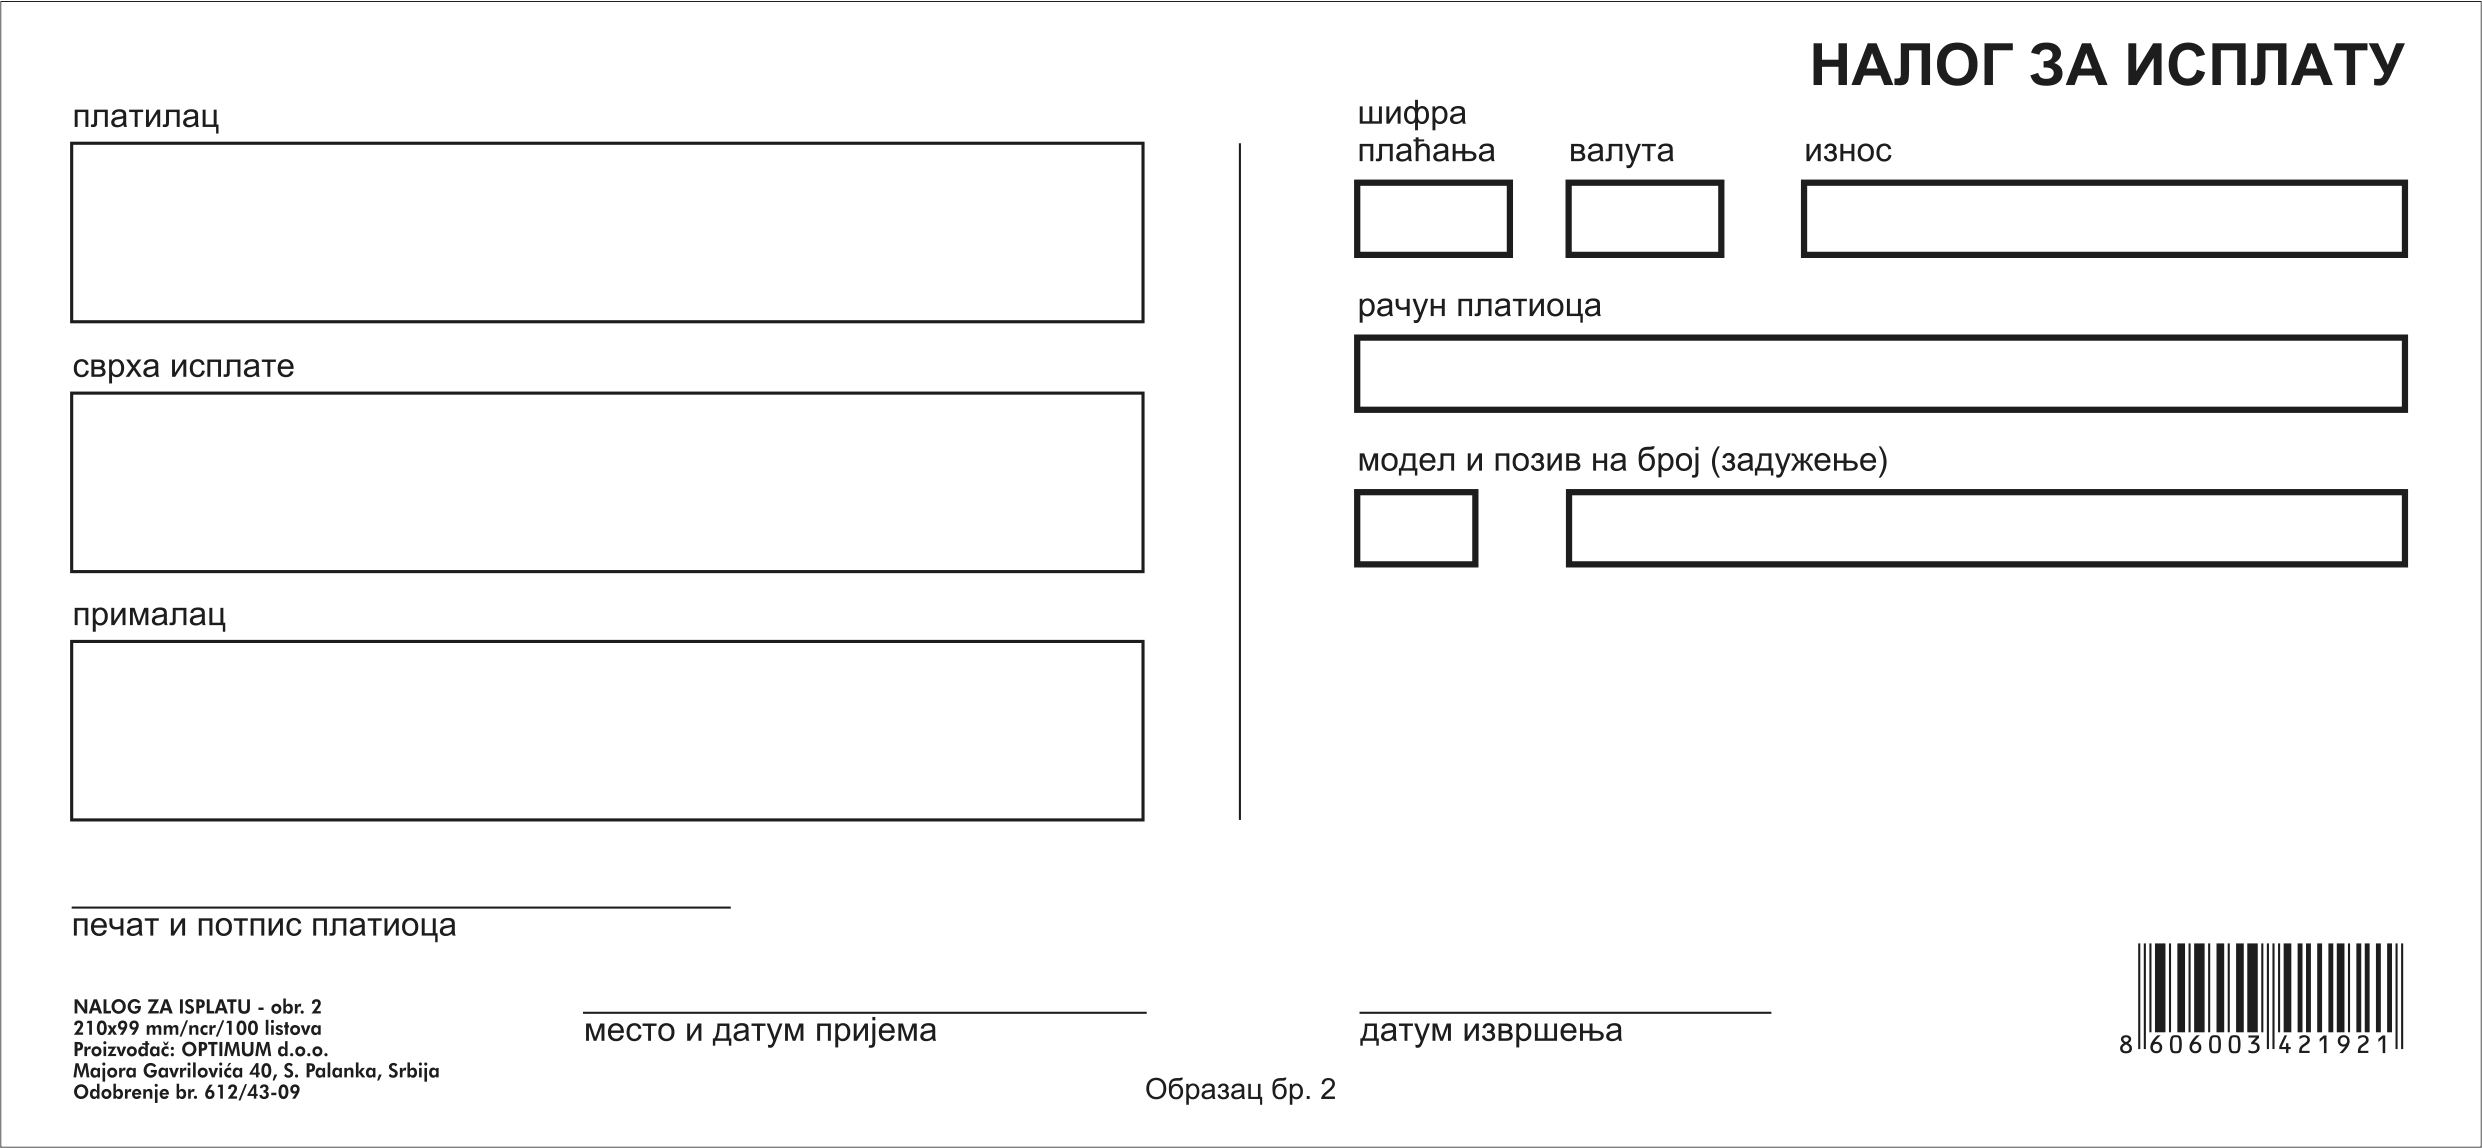 НАЛОГ ЗА ИСПЛАТУ
платилац
сврха исплате
прималац
шифра
плаћања
валута
износ
рачун платиоца
модел и позив на број (задужење)
печат и потпис платиоца
место и датум пријема
датум извршења
NALOG ZA ISPLATU - obr. 2
210x99 mm/ncr/100 listova
Proizvođač: OPTIMUM d.o.o.
Majora Gavrilovića 40, S. Palanka, Srbija
Odobrenje br. 612/43-09
Образац бр. 2
8 606003 421921